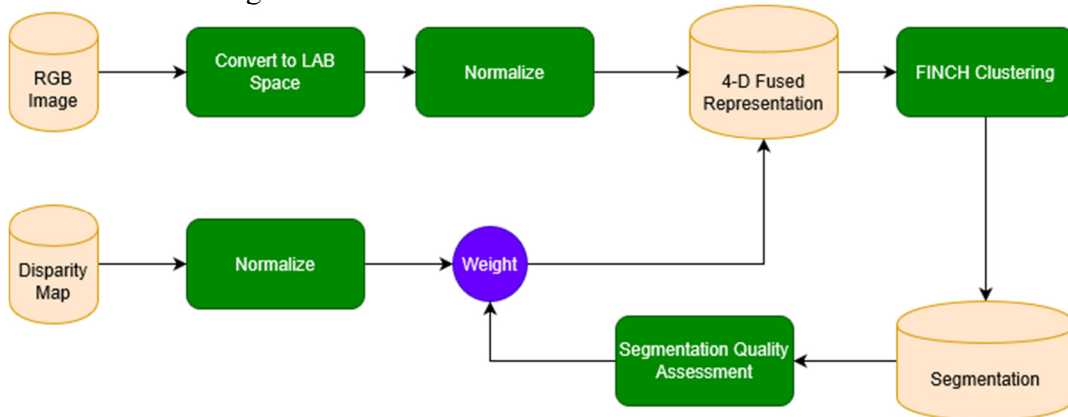 RGB
Image
Convert to LAB
Space
Normalize
4-D Fused
Representation
FINCH Clustering
Disparity
Map
Normalize
Weight
Segmentation Quality
Assessment
Segmentation